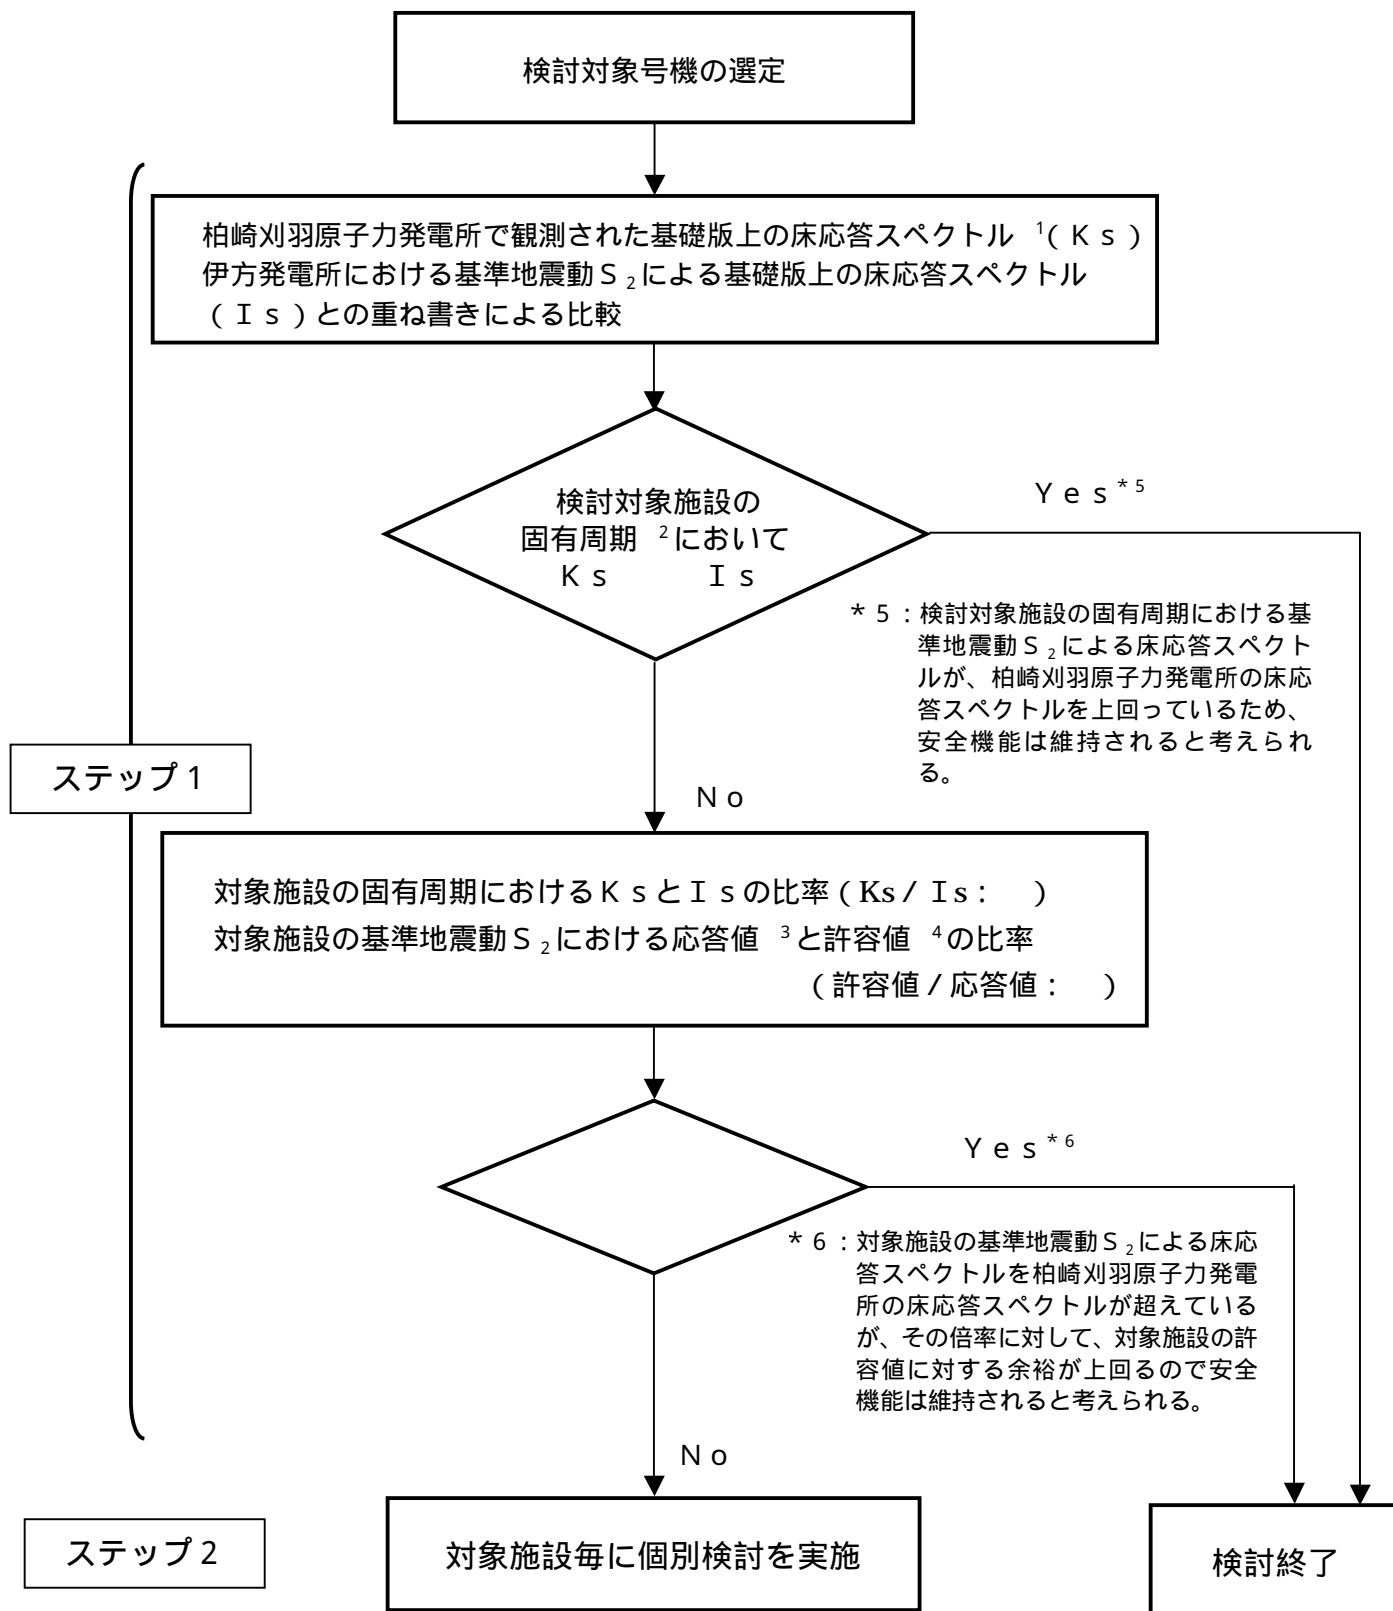 検討対象号機の選定
柏崎刈羽原子力発電所で観測された基礎版上の床応答スペクトル 1(Ks)
伊方発電所における基準地震動S2による基礎版上の床応答スペクトル
(Is)との重ね書きによる比較
検討対象施設の
固有周期 2において
Ks Is
Yes*5
*5:検討対象施設の固有周期における基
準地震動S2による床応答スペクト
ルが、柏崎刈羽原子力発電所の床応
答スペクトルを上回っているため、
安全機能は維持されると考えられ
る。
ステップ1
No
対象施設の固有周期におけるKsとIsの比率(Ks/Is: )
対象施設の基準地震動S2における応答値 3と許容値 4の比率
(許容値/応答値: )
Yes*6
*6:対象施設の基準地震動S2による床応
答スペクトルを柏崎刈羽原子力発電
所の床応答スペクトルが超えている
が、その倍率に対して、対象施設の許
容値に対する余裕が上回るので安全
機能は維持されると考えられる。
No
ステップ2
対象施設毎に個別検討を実施
検討終了